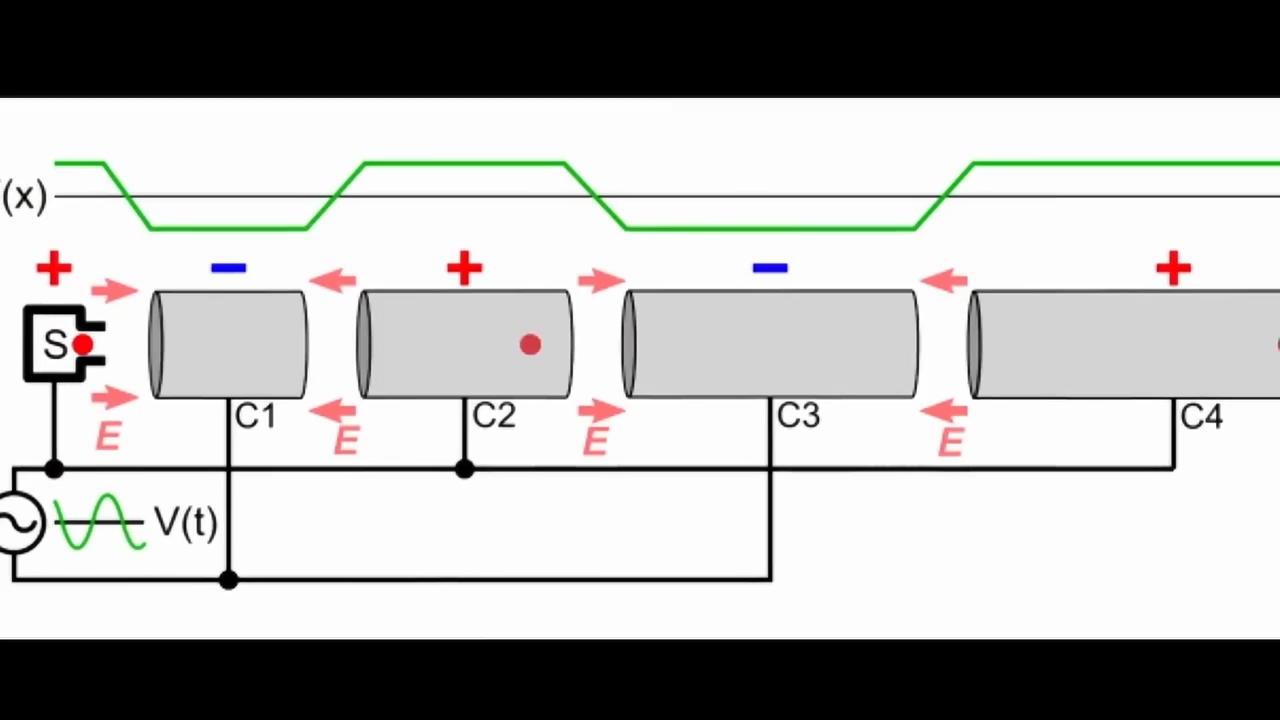 (x)
+ − + − +
S
C1 C2 C3 C4
E E E E
V(t)